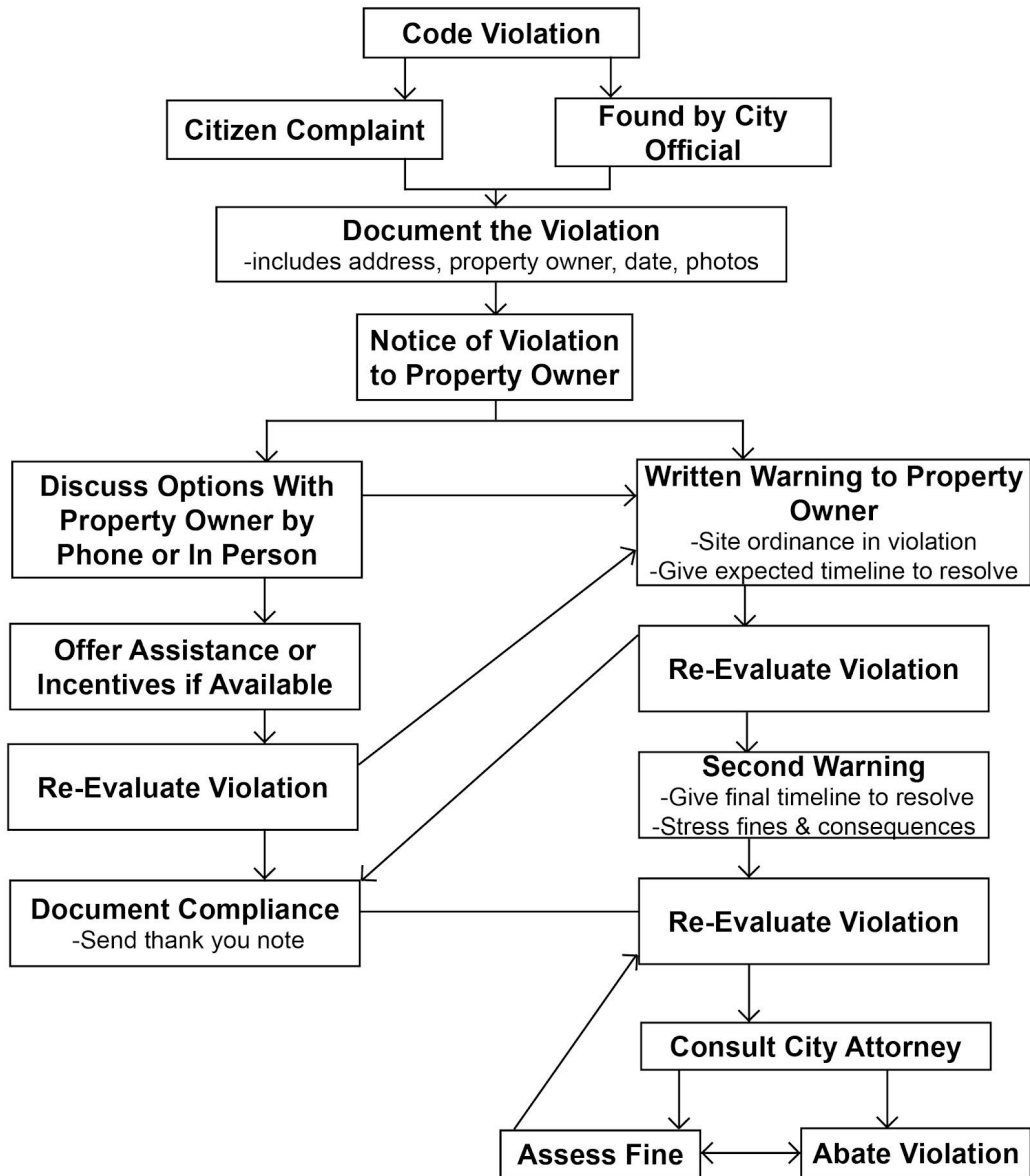 Code Violation
Citizen Complaint
Found by City
Official
Document the Violation
-includes address, property owner, date, photos
Notice of Violation
to Property Owner
Discuss Options With
Property Owner by
Phone or In Person
Written Warning to Property
Owner
-Site ordinance in violation
-Give expected timeline to resolve
Offer Assistance or
Incentives if Available
Re-Evaluate Violation
Re-Evaluate Violation
Second Warning
-Give final timeline to resolve
-Stress fines & consequences
Document Compliance
-Send thank you note
Re-Evaluate Violation
Consult City Attorney
Assess Fine
Abate Violation